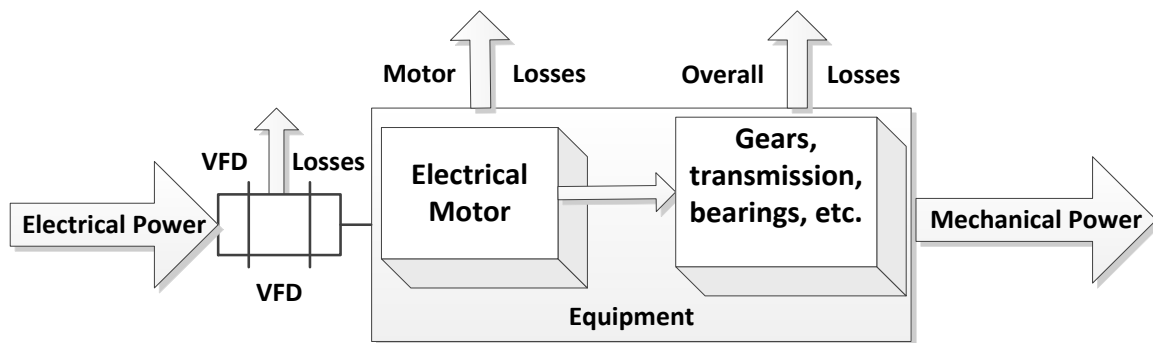 Motor Losses
Overall Losses
VFD Losses
Electrical Power
VFD
Electrical
Motor
Gears,
transmission,
bearings, etc.
Mechanical Power
Equipment